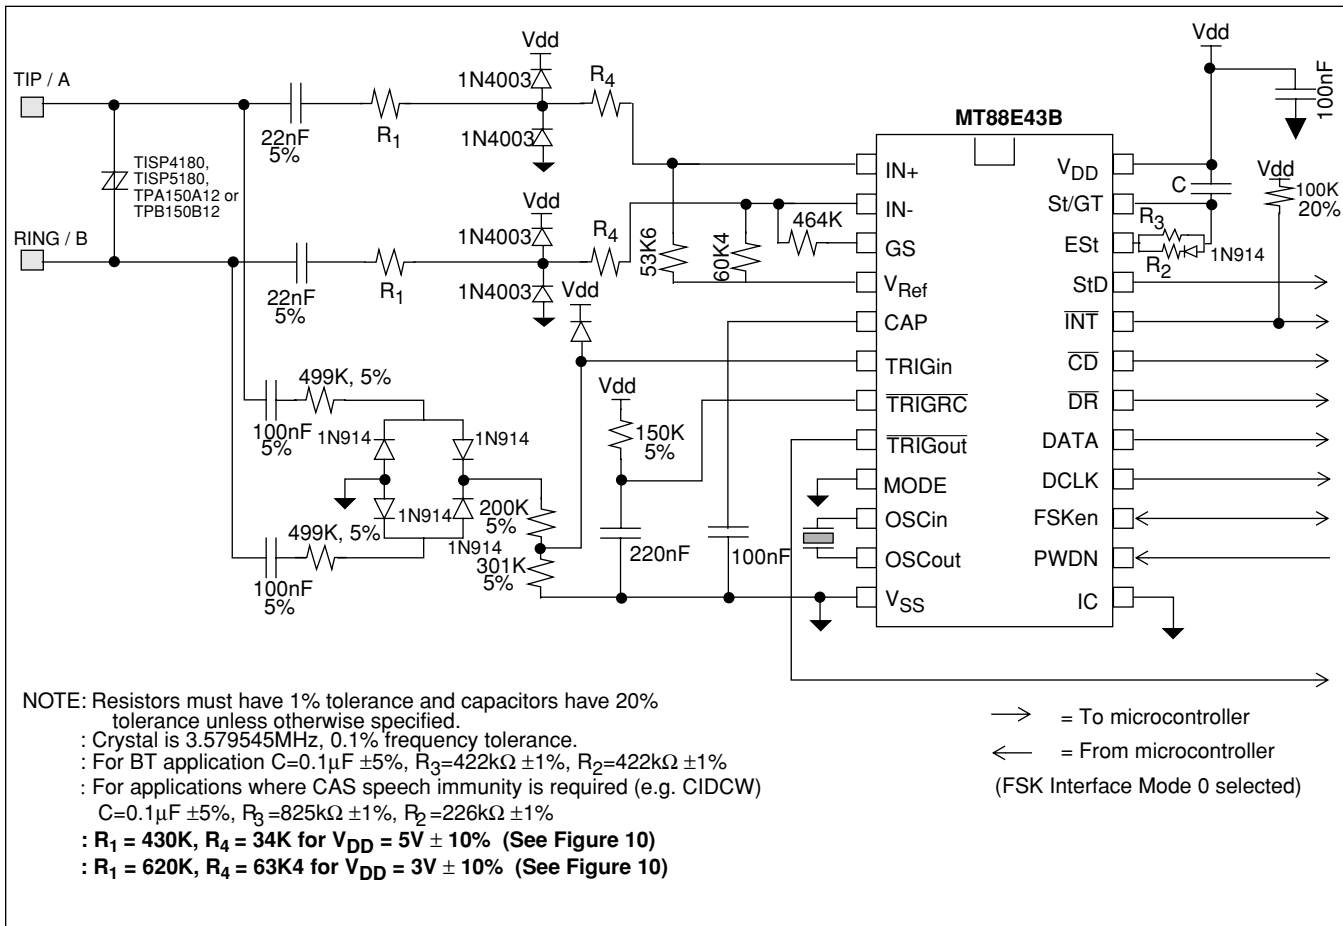 Vdd
Vdd
TIP / A
1N4003
R4
100nF
22nF
5%
R1
1N4003
MT88E43B
TISP4180,
TISP5180,
TPA150A12 or
TPB150B12
IN+
VDD
Vdd
C
100K
20%
IN-
St/GT
Vdd
464K
R3
RING / B
1N4003
R4
53K6
60K4
GS
ESt
R2
1N914
22nF
5%
R1
1N4003
VRef
StD
Vdd
CAP
INT
TRIGin
CD
499K, 5%
Vdd
TRIGRC
DR
100nF
5%
1N914
1N914
150K
5%
TRIGout
DATA
MODE
DCLK
499K, 5%
1N914
200K
5%
OSCin
FSKen
1N914
220nF
100nF
OSCout
PWDN
100nF
5%
301K
5%
VSS
IC
NOTE: Resistors must have 1% tolerance and capacitors have 20%
tolerance unless otherwise specified.
: Crystal is 3.579545MHz, 0.1% frequency tolerance.
: For BT application C=0.1µF ±5%, R3=422kΩ ±1%, R2=422kΩ ±1%
: For applications where CAS speech immunity is required (e.g. CIDCW)
C=0.1µF ±5%, R3=825kΩ ±1%, R2=226kΩ ±1%
: R1 = 430K, R4 = 34K for VDD = 5V ± 10% (See Figure 10)
: R1 = 620K, R4 = 63K4 for VDD = 3V ± 10% (See Figure 10)
= To microcontroller
= From microcontroller
(FSK Interface Mode 0 selected)